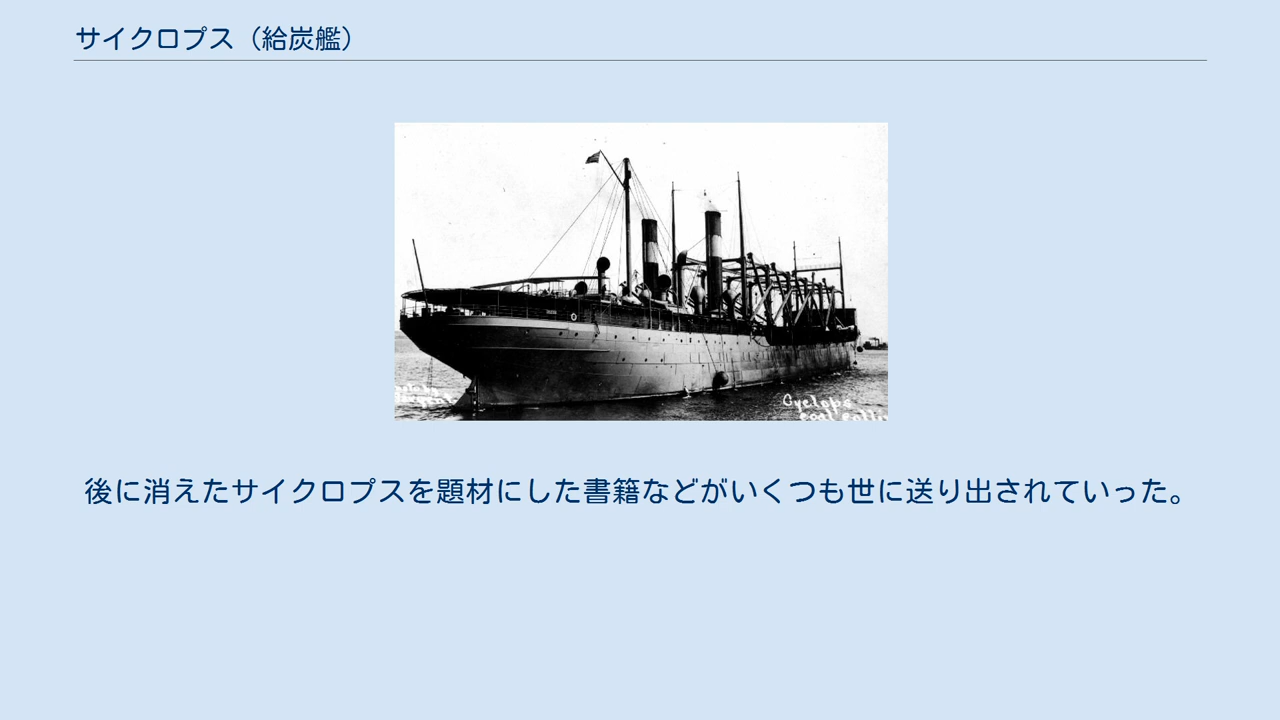 サイクロプス（給炭艦）
Cyclops
後に消えたサイクロプスを題材にした書籍などがいくつも世に送り出されていった。